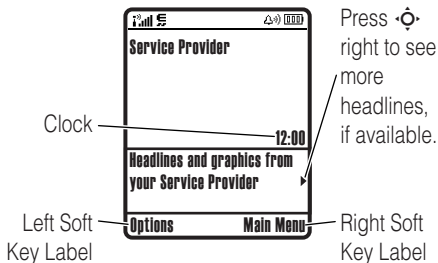 Service Provider
12:00
Headlines and graphics from
your Service Provider
Options Main Menu
Clock
Left Soft
Key Label
Press
right to see
more
headlines,
if available.
Right Soft
Key Label